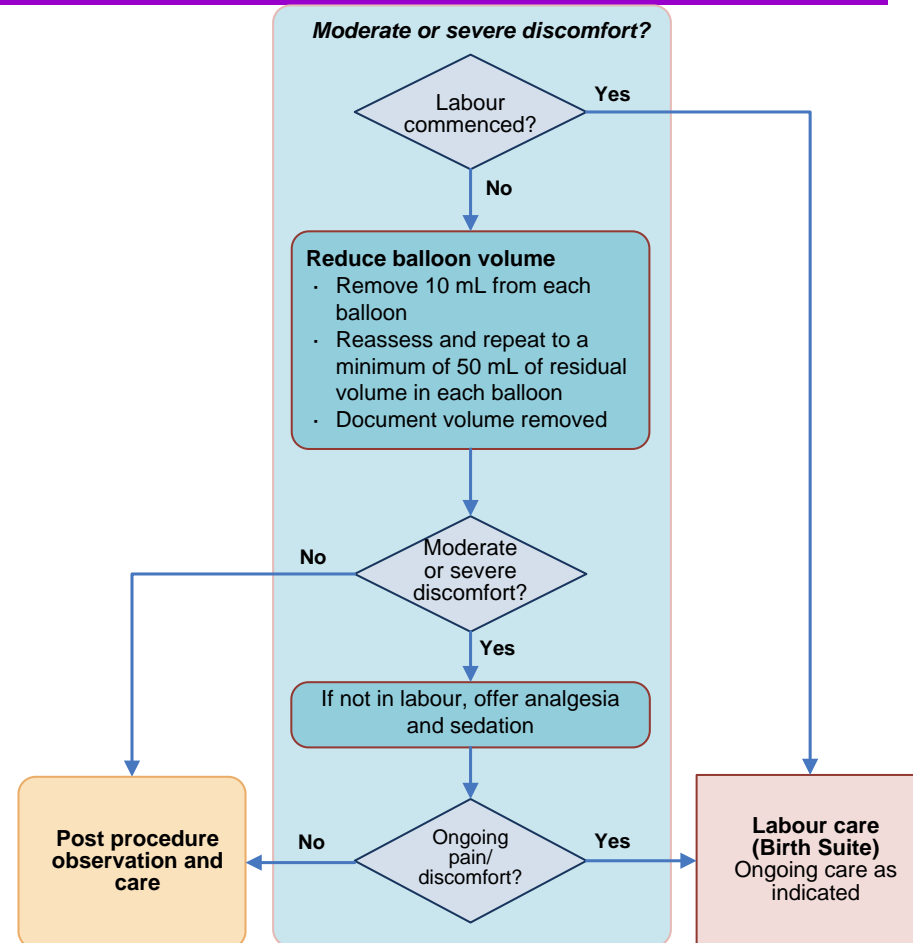 Moderate or severe discomfort?
Labour
commenced?
Yes
No
Reduce balloon volume
· Remove 10 mL from each
balloon
· Reassess and repeat to a
minimum of 50 mL of residual
volume in each balloon
· Document volume removed
Moderate
or severe
discomfort?
No
Yes
If not in labour, offer analgesia
and sedation
Ongoing
pain/
discomfort?
No
Yes
Post procedure
observation and
care
Labour care
(Birth Suite)
Ongoing care as
indicated